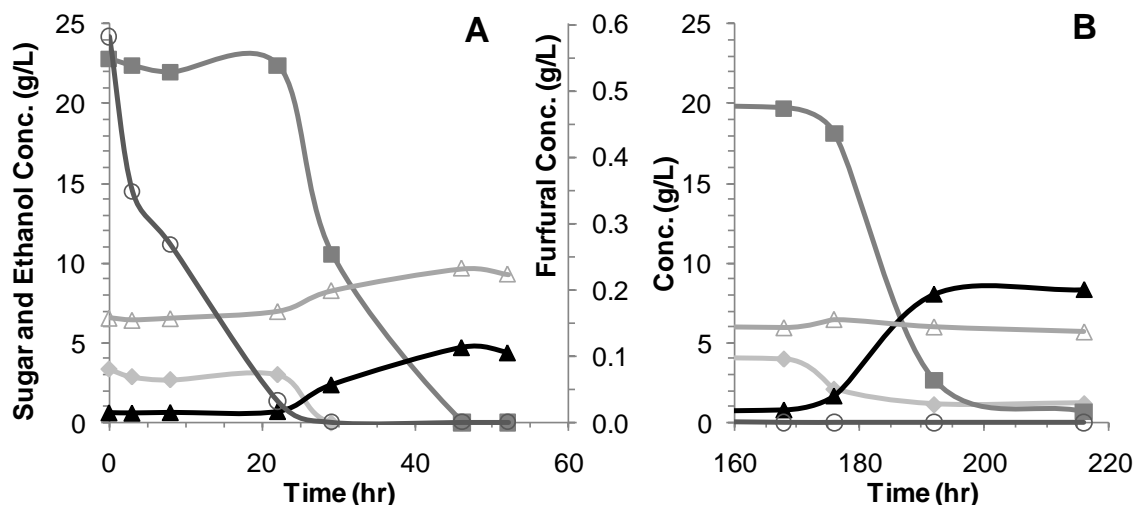 A
B
Sugar and Ethanol Conc. (g/L)
25
20
15
10
5
0
0.6
0.5
0.4
0.3
0.2
0.1
0.0
Furfural Conc. (g/L)
0 20 40 60
Time (hr)
Conc. (g/L)
25
20
15
10
5
0
160 180 200 220
Time (hr)